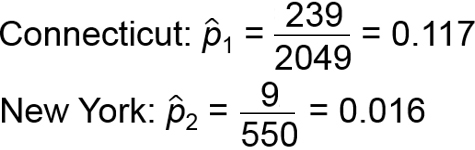 Connecticut: p̂₁ = 239/2049 = 0.117
New York: p̂₂ = 9/550 = 0.016